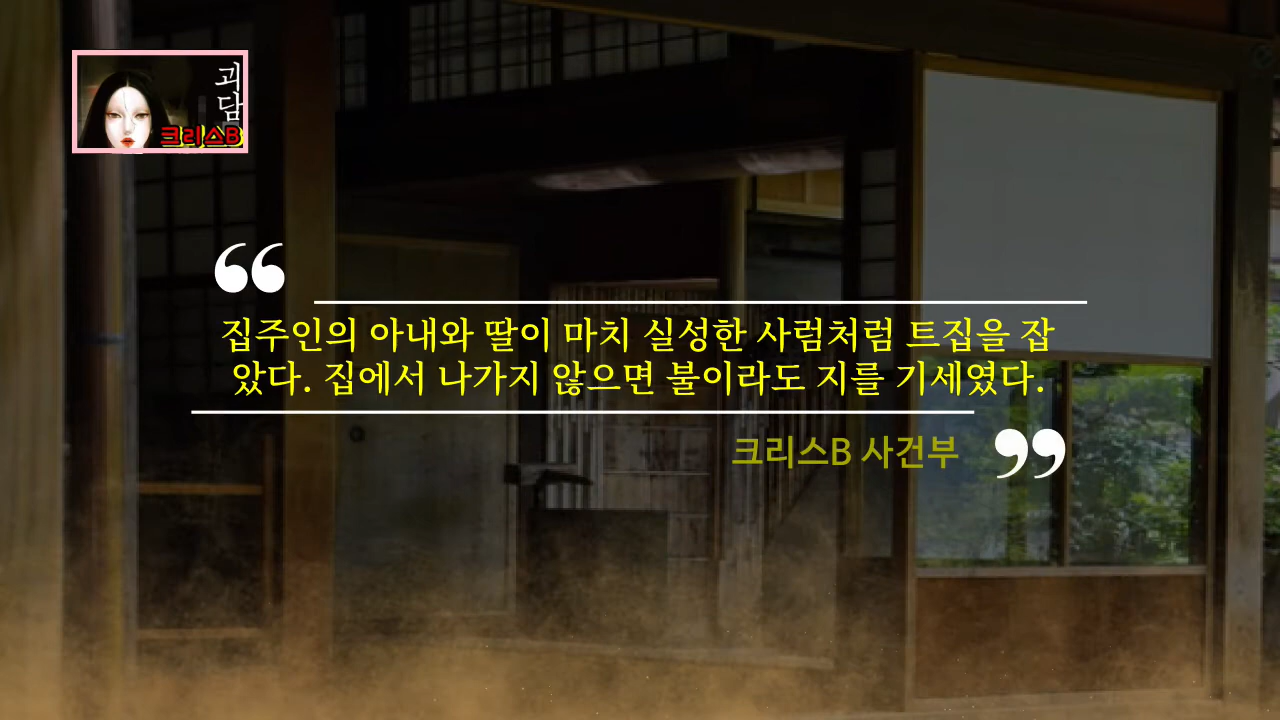 괴담
크리스B
집주인의 아내와 딸이 마치 실성한 사럼처럼 트집을 잡
았다. 집에서 나가지 않으면 불이라도 지를 기세였다.
크리스B 사건부